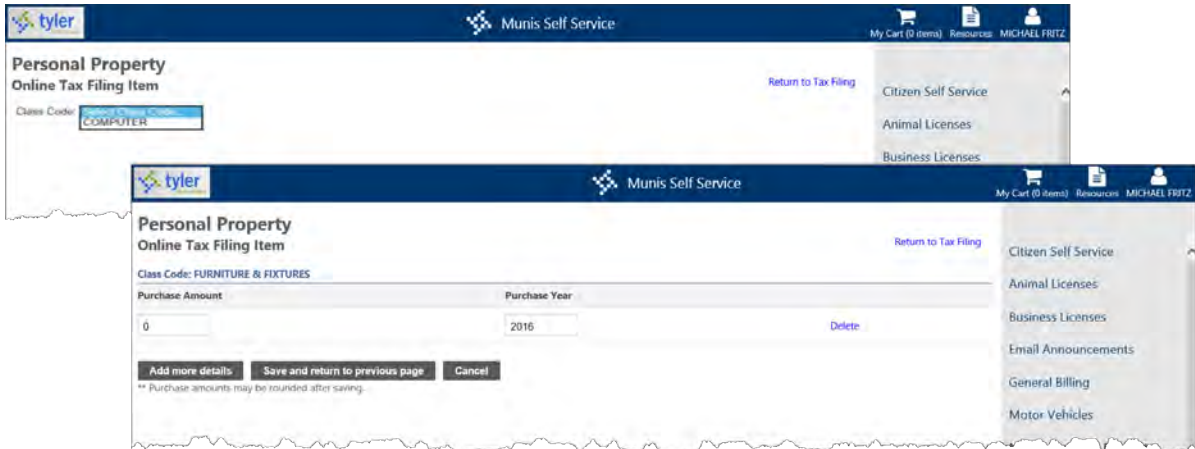 tyler
Munis Self Service
My Cart (0 items) Resources MICHAEL FRITZ
Personal Property
Online Tax Filing Item
Return to Tax Filing
Class Code: Select Class Code...
COMPUTER
Citizen Self Service
Animal Licenses
Business Licenses
tyler
Munis Self Service
My Cart (0 items) Resources MICHAEL FRITZ
Personal Property
Online Tax Filing Item
Return to Tax Filing
Class Code: FURNITURE & FIXTURES
Purchase Amount Purchase Year
0 2016 Delete
Add more details Save and return to previous page Cancel
** Purchase amounts may be rounded after saving.
Citizen Self Service
Animal Licenses
Business Licenses
Email Announcements
General Billing
Motor Vehicles